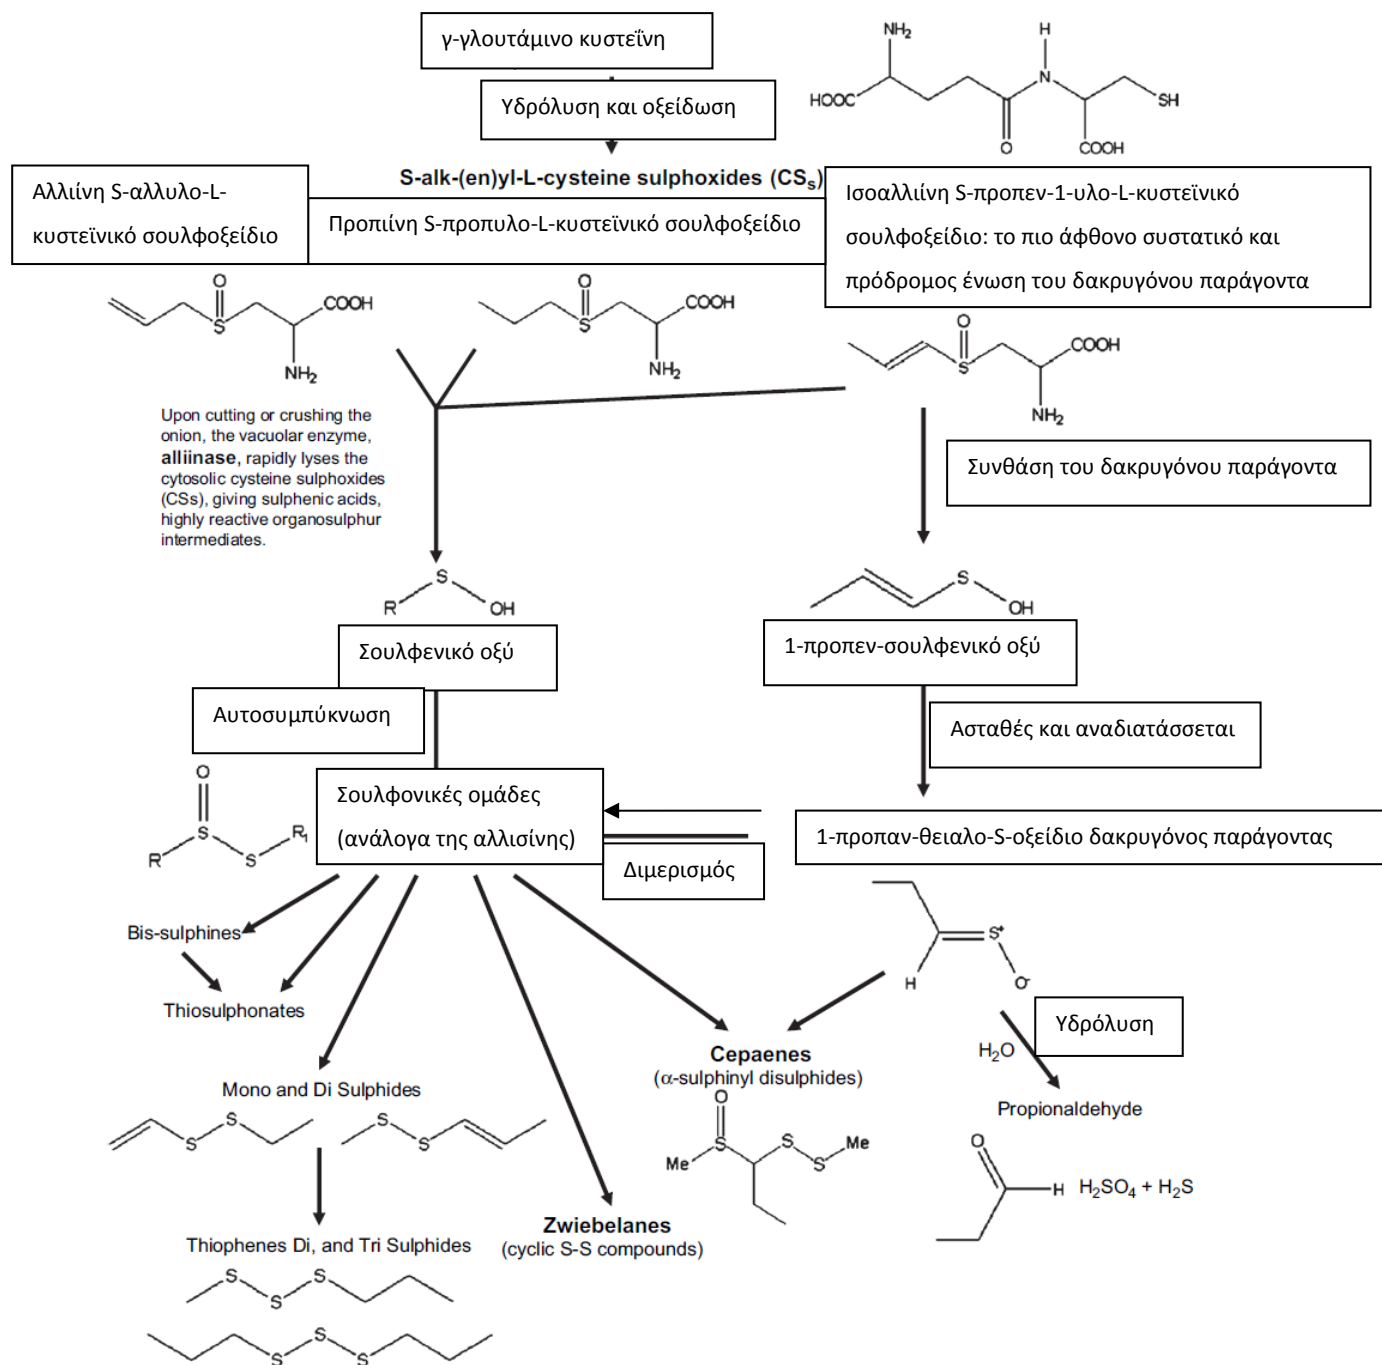 γ-γλουτάμινο κυστεΐνη
NH₂
H
N
HOOC
SH
O
COOH
Υδρόλυση και οξείδωση
S-alk-(en)yl-L-cysteine sulphoxides (CSₛ)
Αλλιίνη S-αλλυλο-L-
κυστεϊνικό σουλφοξείδιο
Προπιίνη S-προπυλο-L-κυστεϊνικό σουλφοξείδιο
Ισοαλλιίνη S-προπεν-1-υλο-L-κυστεϊνικό
σουλφοξείδιο: το πιο άφθονο συστατικό και
πρόδρομος ένωση του δακρυγόνου παράγοντα
O
S
COOH
NH₂
O
S
COOH
NH₂
O
S
COOH
NH₂
Upon cutting or crushing the
onion, the vacuolar enzyme,
alliinase, rapidly lyses the
cytosolic cysteine sulphoxides
(CSs), giving sulphenic acids,
highly reactive organosulphur
intermediates.
Συνθάση του δακρυγόνου παράγοντα
S
R
OH
S
OH
Σουλφενικό οξύ
1-προπεν-σουλφενικό οξύ
Αυτοσυμπύκνωση
Ασταθές και αναδιατάσσεται
O
S
R₁
R
S
Σουλφονικές ομάδες
(ανάλογα της αλλισίνης)
Διμερισμός
1-προπαν-θειαλο-S-οξείδιο δακρυγόνος παράγοντας
S⁺
H
O⁻
Bis-sulphines
Thiosulphonates
Υδρόλυση
H₂O
Cepaenes
(α-sulphinyl disulphides)
Mono and Di Sulphides
S
S
S
S
O
S
Me
S
S
Me
Propionaldehyde
O
H
H₂SO₄ + H₂S
Zwiebelanes
(cyclic S-S compounds)
Thiophenes Di, and Tri Sulphides
S
S
S
S
S
S